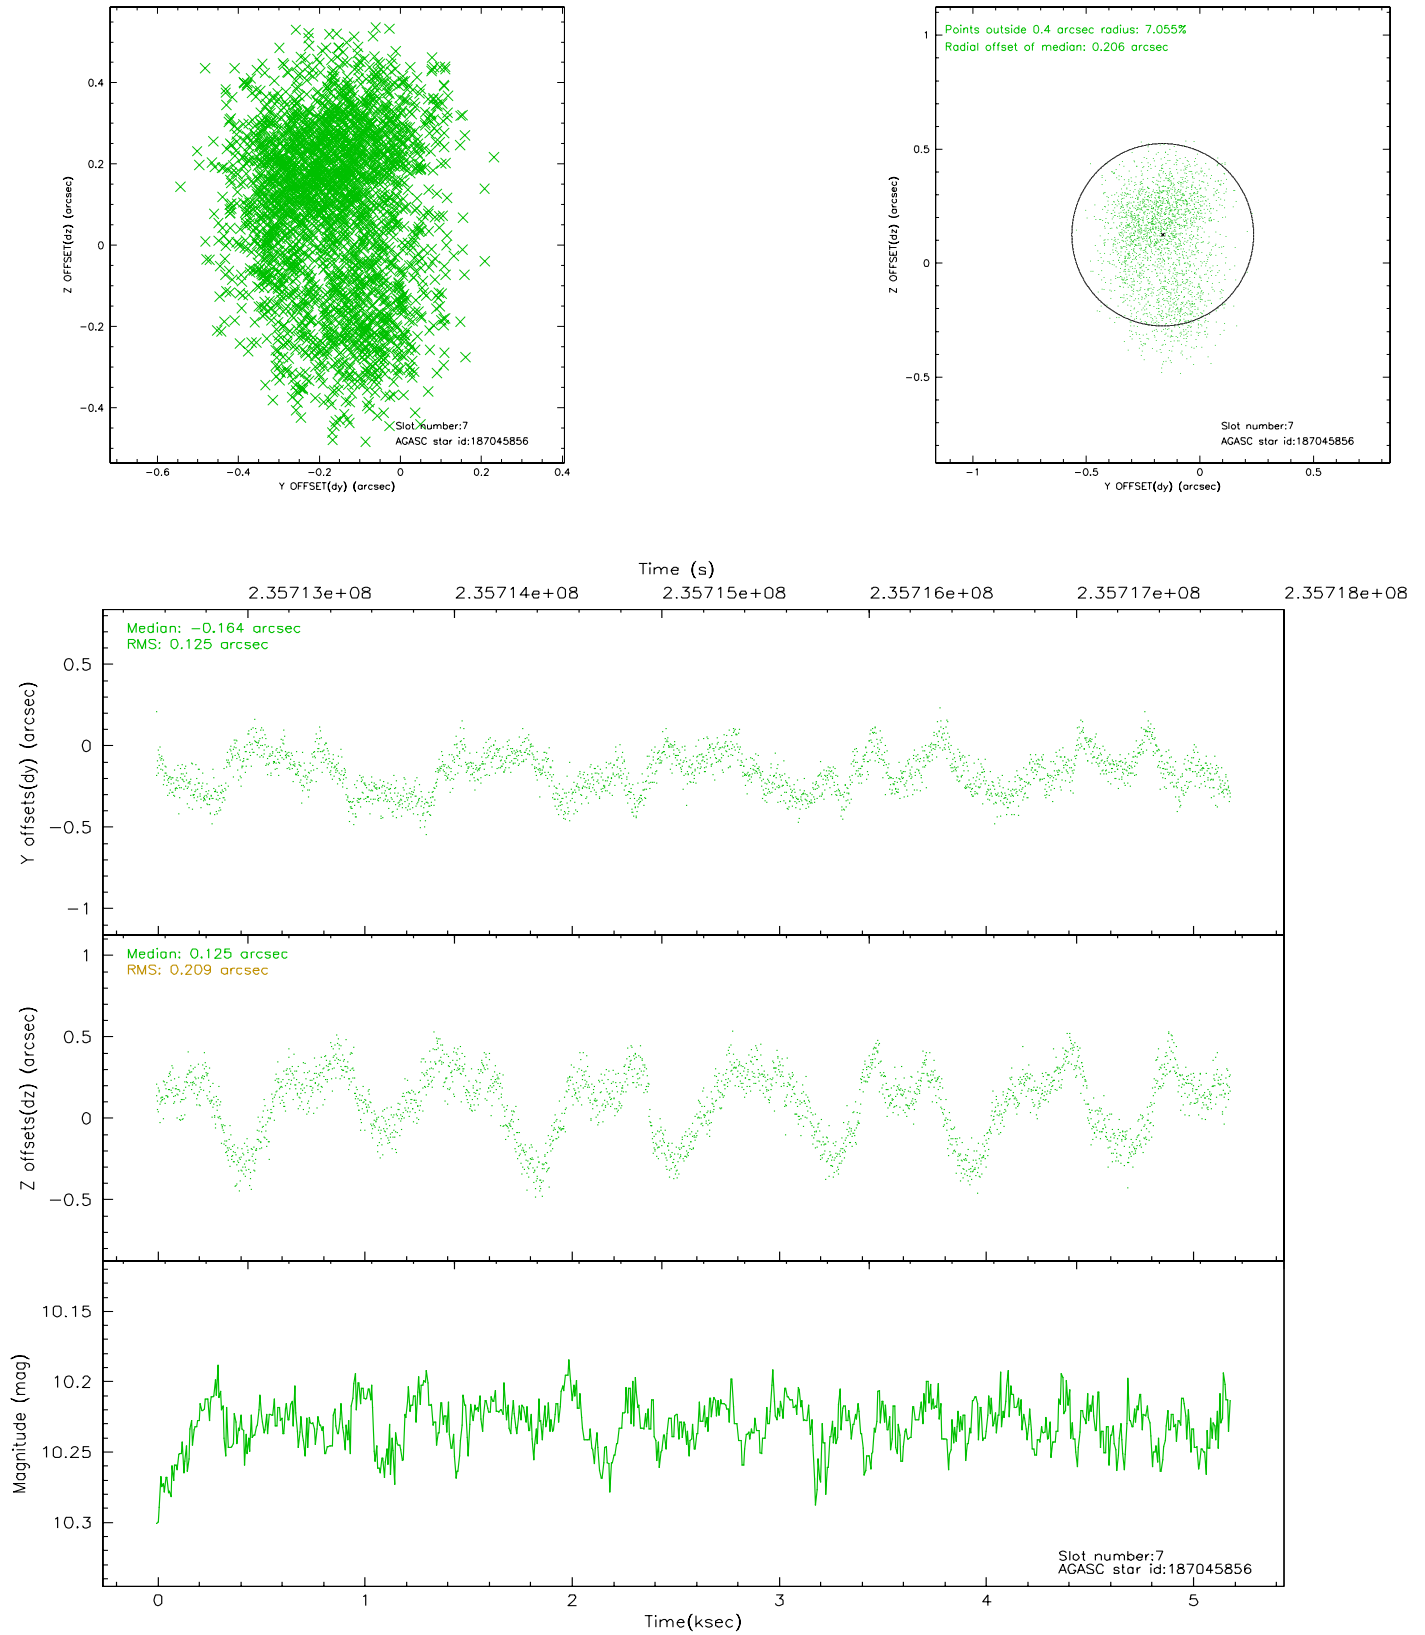 0.4
0.2
0
−0.2
−0.4
Z OFFSET(dz) (arcsec)
−0.6
−0.4
−0.2
0
0.2
0.4
Y OFFSET(dy) (arcsec)
Slot number:7
AGASC star id:187045856
Points outside 0.4 arcsec radius: 7.055%
Radial offset of median: 0.206 arcsec
1
0.5
0
−0.5
Z OFFSET(dz) (arcsec)
−1
−0.5
0
0.5
Y OFFSET(dy) (arcsec)
Slot number:7
AGASC star id:187045856
Time (s)
2.35713e+08
2.35714e+08
2.35715e+08
2.35716e+08
2.35717e+08
2.35718e+08
Median: −0.164 arcsec
RMS: 0.125 arcsec
0.5
0
−0.5
−1
Y offsets(dy) (arcsec)
Median: 0.125 arcsec
RMS: 0.209 arcsec
1
0.5
0
−0.5
Z offsets(dz) (arcsec)
10.15
10.2
10.25
10.3
Magnitude (mag)
Slot number:7
AGASC star id:187045856
0
1
2
3
4
5
Time(ksec)